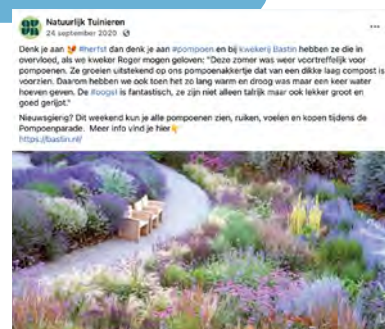 Natuurlijk Tuinieren
24 september 2020
Denk je aan #herfst dan denk je aan #pompoen en bij kwekerij Bastin hebben ze die in
overvloed, als we kweker Roger mogen geloven: "Deze zomer was weer voortreffelijk voor
pompoenen. Ze groeien uitstekend op ons pompoenakkertje dat van een dikke laag compost is
voorzien. Daarom hebben we ook toen het zo lang warm en droog was maar een keer water
hoeven geven. De #oogst is fantastisch, ze zijn niet alleen talrijk maar ook lekker groot en
goed gerijpt."
Nieuwsgierig? Dit weekend kun je alle pompoenen zien, ruiken, voelen en kopen tijdens de
Pompoenparade. Meer info vind je hier
https://bastin.nl/